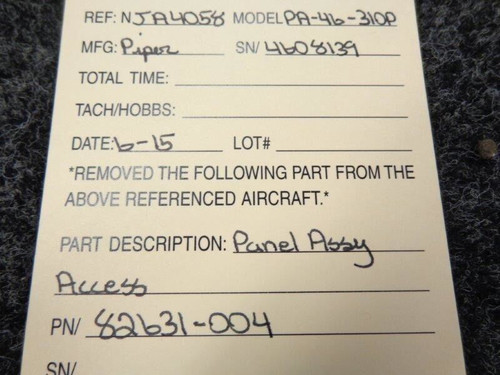 REF: N JA4058 MODEL PA-46-310P
MFG: Piper SN/ 4608139
TOTAL TIME:
TACH/HOBBS:
DATE: 6-15 LOT#
*REMOVED THE FOLLOWING PART FROM THE
ABOVE REFERENCED AIRCRAFT.*
PART DESCRIPTION: Panel Assy
Access
PN/ 82631-004
SN/